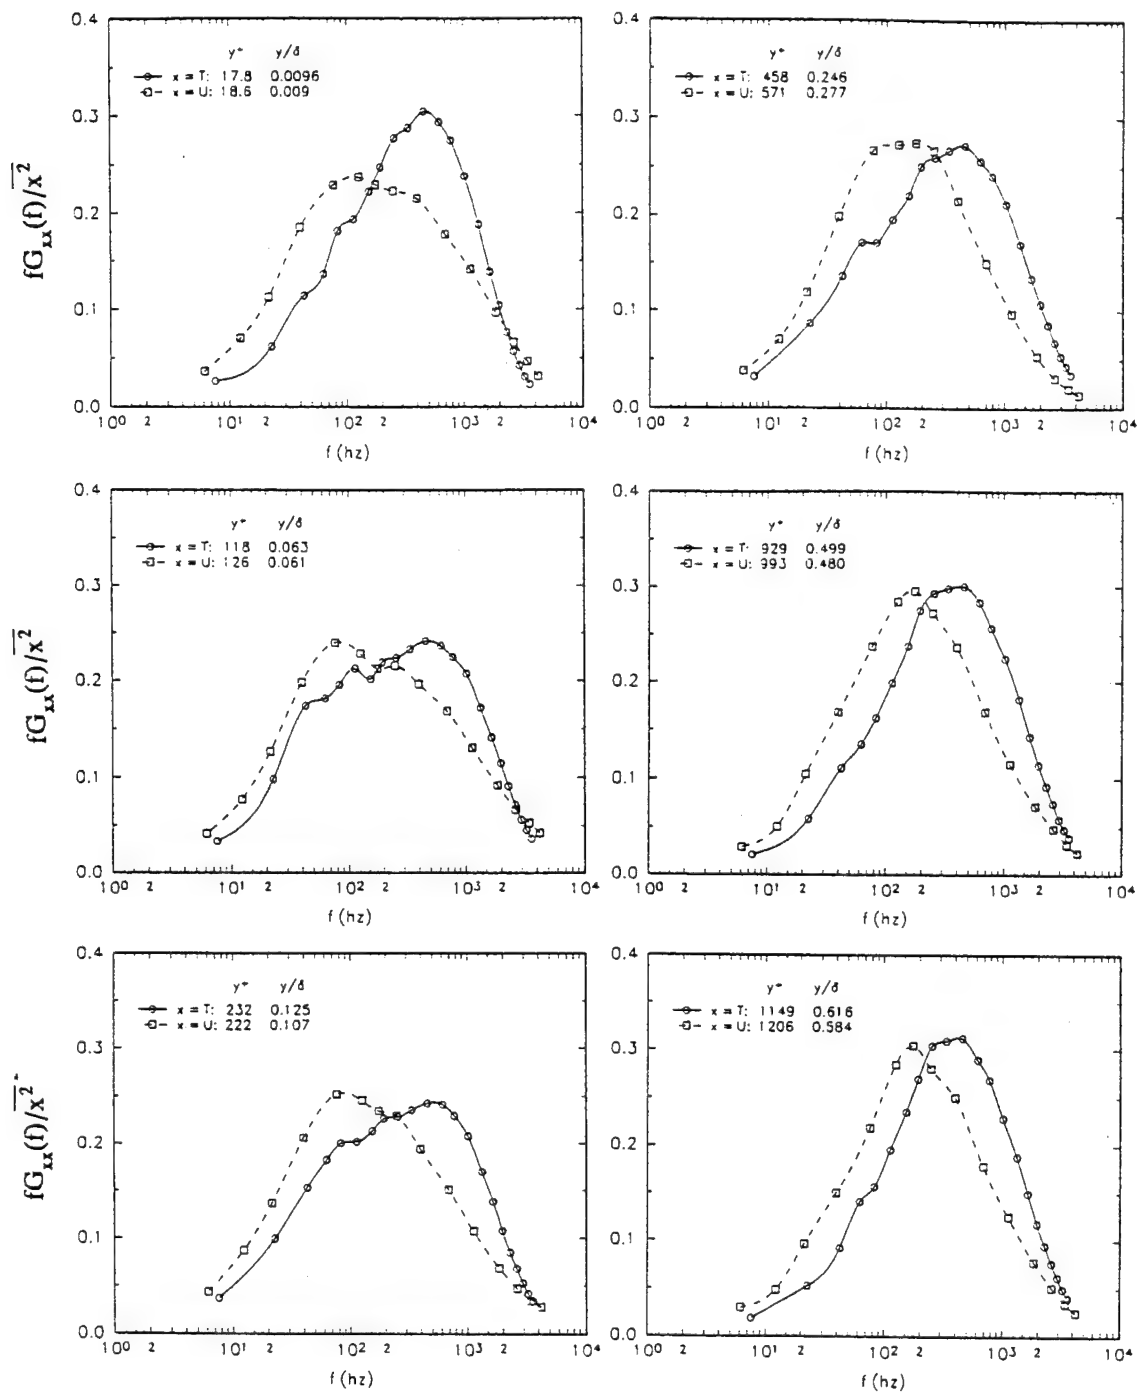 fG_xx(f)/x²
0.4
0.3
0.2
0.1
0.0
y⁺ y/δ
x = T: 17.8 0.0096
x = U: 18.6 0.009
10⁰ 2 10¹ 2 10² 2 10³ 2 10⁴
f (hz)
0.4
0.3
0.2
0.1
0.0
y⁺ y/δ
x = T: 458 0.246
x = U: 571 0.277
10⁰ 2 10¹ 2 10² 2 10³ 2 10⁴
f (hz)
fG_xx(f)/x²
0.4
0.3
0.2
0.1
0.0
y⁺ y/δ
x = T: 118 0.063
x = U: 126 0.061
10⁰ 2 10¹ 2 10² 2 10³ 2 10⁴
f (hz)
0.4
0.3
0.2
0.1
0.0
y⁺ y/δ
x = T: 929 0.499
x = U: 993 0.480
10⁰ 2 10¹ 2 10² 2 10³ 2 10⁴
f (hz)
fG_xx(f)/x²
0.4
0.3
0.2
0.1
0.0
y⁺ y/δ
x = T: 232 0.125
x = U: 222 0.107
10⁰ 2 10¹ 2 10² 2 10³ 2 10⁴
f (hz)
0.4
0.3
0.2
0.1
0.0
y⁺ y/δ
x = T: 1149 0.616
x = U: 1206 0.584
10⁰ 2 10¹ 2 10² 2 10³ 2 10⁴
f (hz)